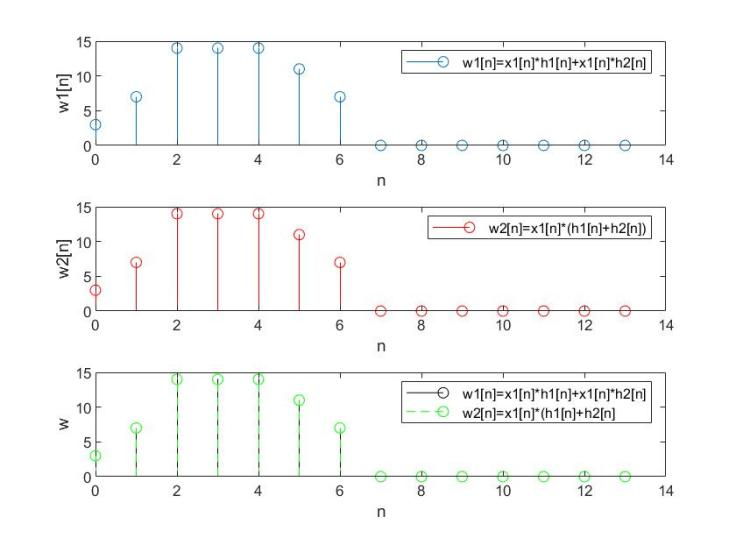 15
10
5
0
w1[n]
w1[n]=x1[n]*h1[n]+x1[n]*h2[n]
0 2 4 6 8 10 12 14
n
15
10
5
0
w2[n]
w2[n]=x1[n]*(h1[n]+h2[n])
0 2 4 6 8 10 12 14
n
15
10
5
0
w
w1[n]=x1[n]*h1[n]+x1[n]*h2[n]
w2[n]=x1[n]*(h1[n]+h2[n]
0 2 4 6 8 10 12 14
n